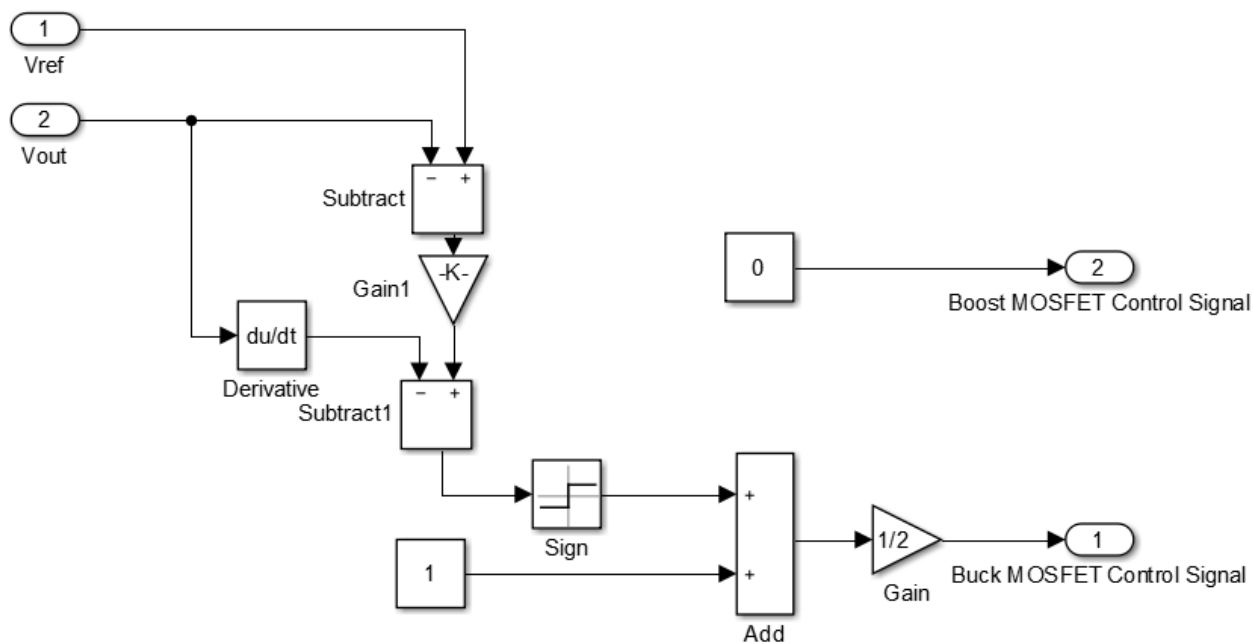 1
Vref
2
Vout
− +
Subtract
-K-
Gain1
0
2
Boost MOSFET Control Signal
du/dt
Derivative
− +
Subtract1
+
Sign
1
+
Add
1/2
Gain
1
Buck MOSFET Control Signal